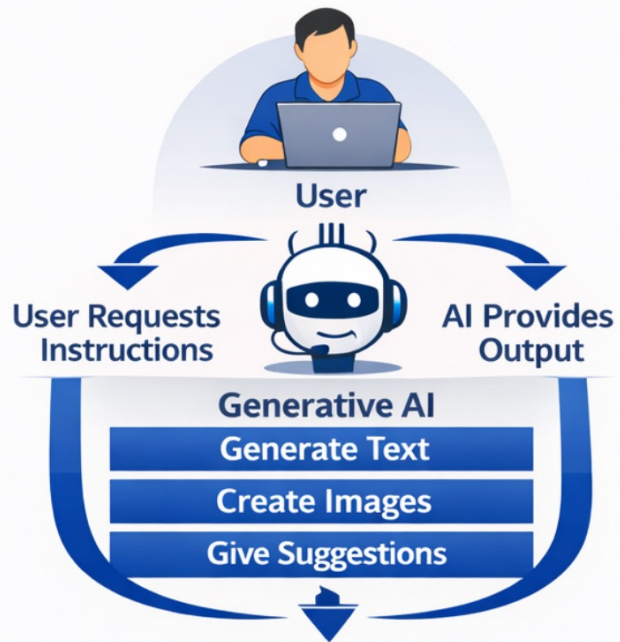 User
User Requests
Instructions
AI Provides
Output
Generative AI
Generate Text
Create Images
Give Suggestions